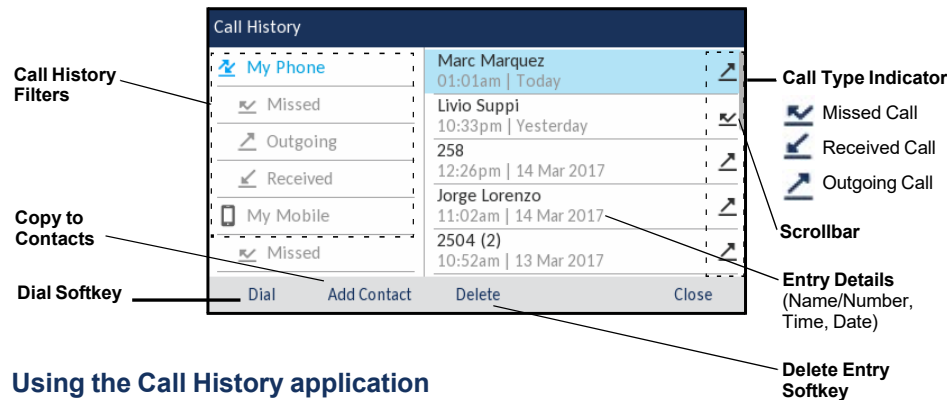 Call History
My Phone
Missed
Outgoing
Received
My Mobile
Missed
Marc Marquez
01:01am | Today
Livio Suppi
10:33pm | Yesterday
258
12:26pm | 14 Mar 2017
Jorge Lorenzo
11:02am | 14 Mar 2017
2504 (2)
10:52am | 13 Mar 2017
Dial Add Contact Delete Close
Call History
Filters
Copy to
Contacts
Dial Softkey
Call Type Indicator
Missed Call
Received Call
Outgoing Call
Scrollbar
Entry Details
(Name/Number,
Time, Date)
Delete Entry
Softkey
Using the Call History application